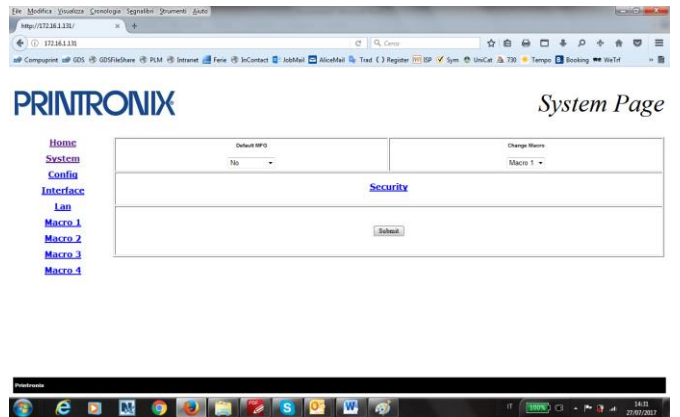 File Modifica Visualizza Cronologia Segnalibri Strumenti Aiuto
http://172.16.1.131/
172.16.1.131
Cerca
Compuprint GDS GDSFileShare PLM Intranet Ferie InContact JobMail AliceMail Trad Register ISP Sym UniCat 730 Tempo Booking WeTrf
PRINTRONIX
System Page
Home
System
Config
Interface
Lan
Macro 1
Macro 2
Macro 3
Macro 4
Default MFG
No
Change Macro
Macro 1
Security
Submit
Printronix
IT 100% 14:31
27/07/2017